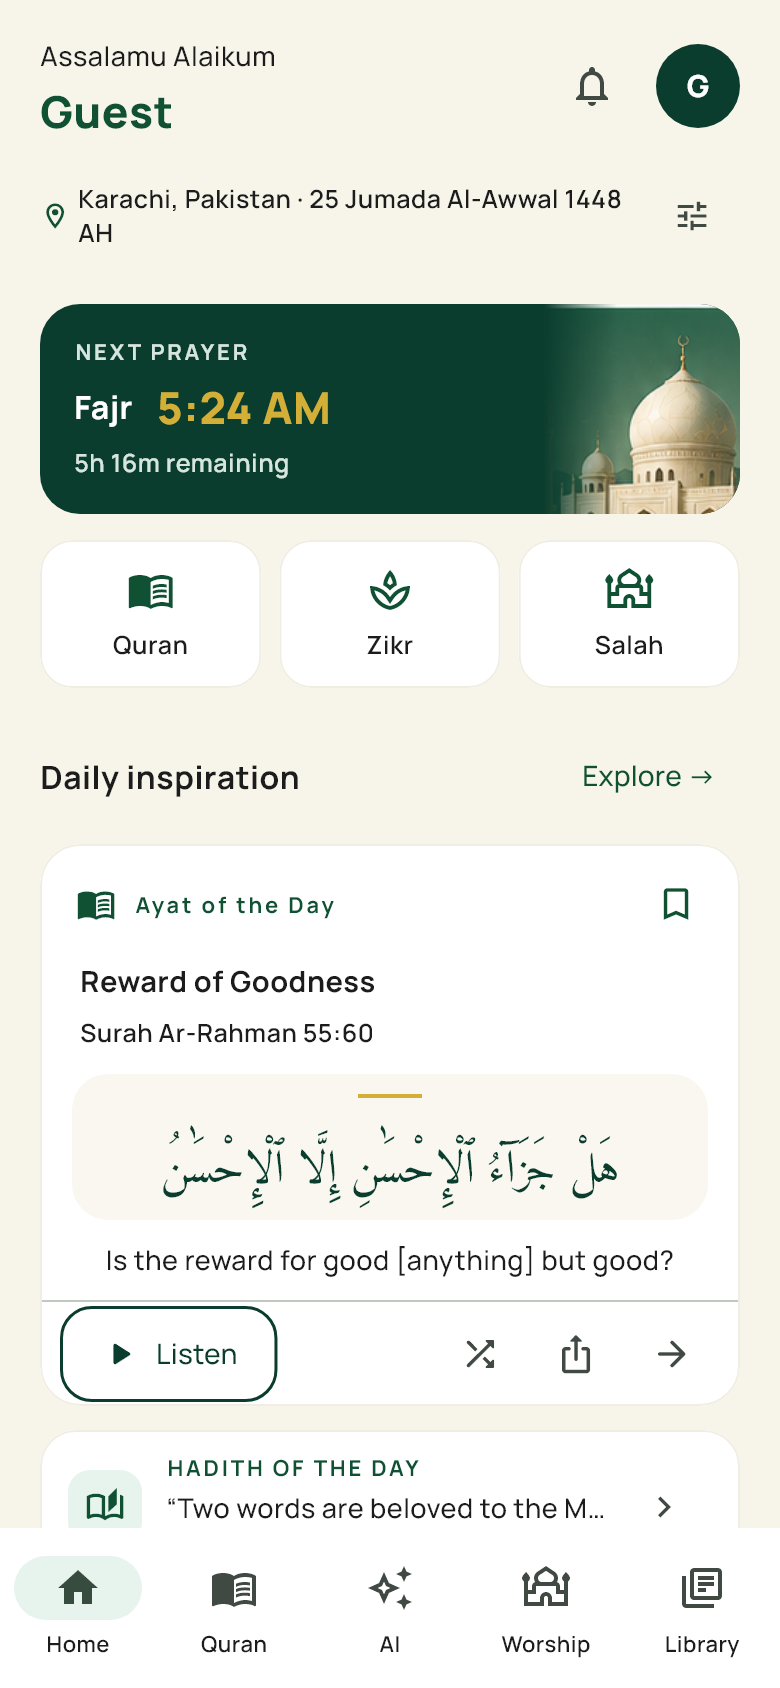 Assalamu Alaikum
Guest
G
Karachi, Pakistan · 25 Jumada Al-Awwal 1448
AH
NEXT PRAYER
Fajr 5:24 AM
5h 16m remaining
Quran
Zikr
Salah
Daily inspiration
Explore →
Ayat of the Day
Reward of Goodness
Surah Ar-Rahman 55:60
هَلْ جَزَآءُ ٱلْإِحْسَٰنِ إِلَّا ٱلْإِحْسَٰنُ
Is the reward for good [anything] but good?
Listen
HADITH OF THE DAY
“Two words are beloved to the M...
Home
Quran
AI
Worship
Library